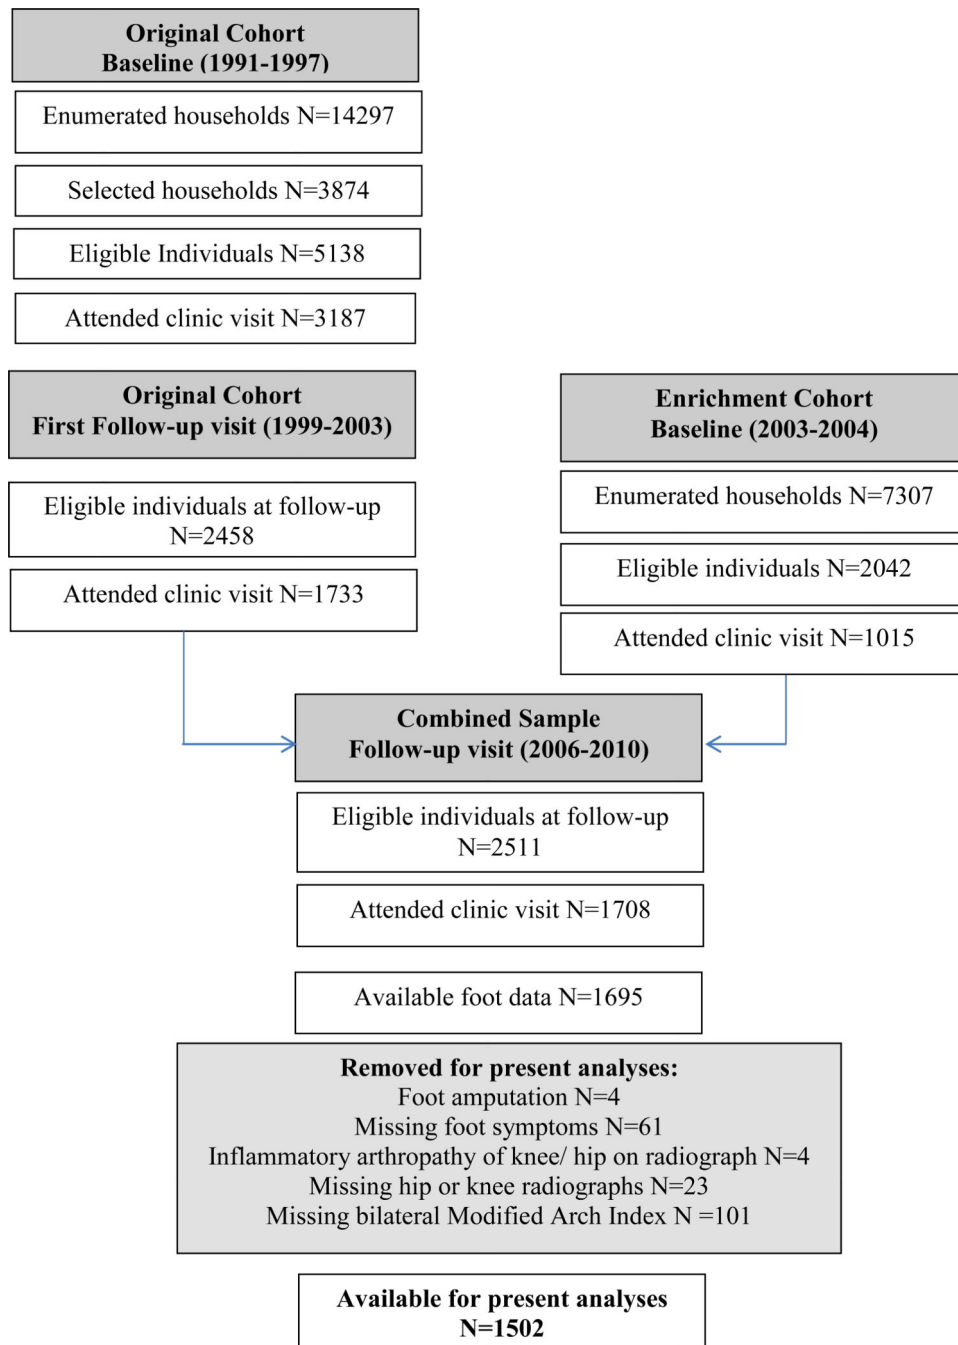 Original Cohort
Baseline (1991-1997)
Enumerated households N=14297
Selected households N=3874
Eligible Individuals N=5138
Attended clinic visit N=3187
Original Cohort
First Follow-up visit (1999-2003)
Eligible individuals at follow-up
N=2458
Attended clinic visit N=1733
Enrichment Cohort
Baseline (2003-2004)
Enumerated households N=7307
Eligible individuals N=2042
Attended clinic visit N=1015
Combined Sample
Follow-up visit (2006-2010)
Eligible individuals at follow-up
N=2511
Attended clinic visit N=1708
Available foot data N=1695
Removed for present analyses:
Foot amputation N=4
Missing foot symptoms N=61
Inflammatory arthropathy of knee/ hip on radiograph N=4
Missing hip or knee radiographs N=23
Missing bilateral Modified Arch Index N =101
Available for present analyses
N=1502